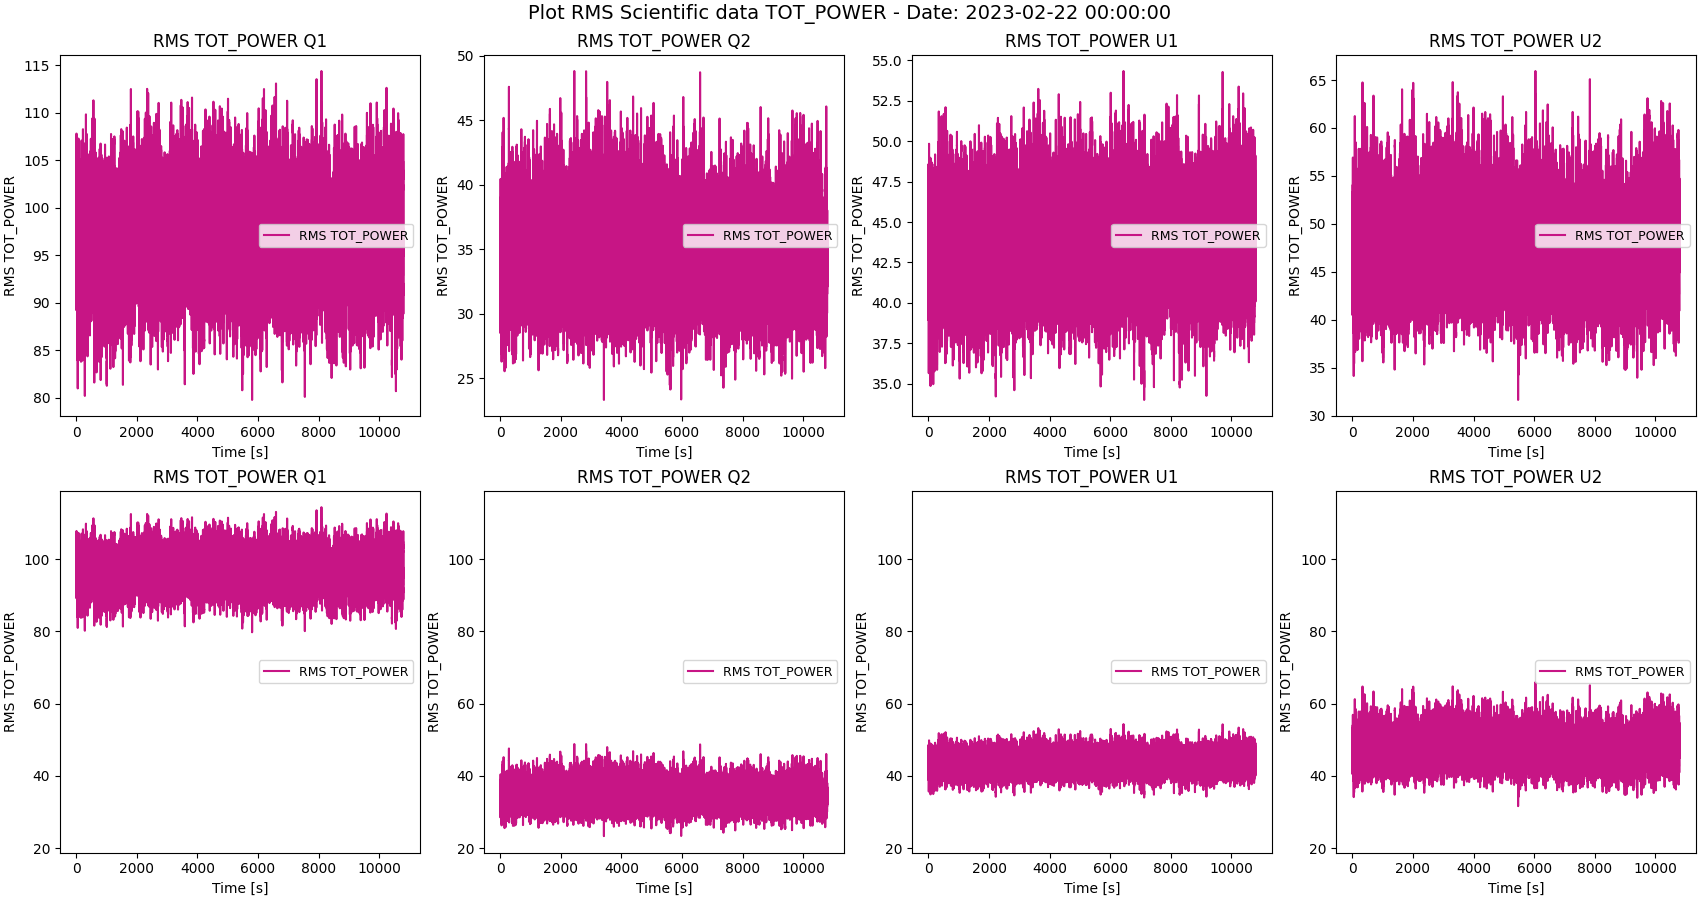 Plot RMS Scientific data TOT_POWER - Date: 2023-02-22 00:00:00
RMS TOT_POWER Q1
RMS TOT_POWER
115
110
105
100
95
90
85
80
RMS TOT_POWER
0 2000 4000 6000 8000 10000
Time [s]
RMS TOT_POWER Q2
RMS TOT_POWER
50
45
40
35
30
25
RMS TOT_POWER
0 2000 4000 6000 8000 10000
Time [s]
RMS TOT_POWER U1
RMS TOT_POWER
55.0
52.5
50.0
47.5
45.0
42.5
40.0
37.5
35.0
RMS TOT_POWER
0 2000 4000 6000 8000 10000
Time [s]
RMS TOT_POWER U2
RMS TOT_POWER
65
60
55
50
45
40
35
30
RMS TOT_POWER
0 2000 4000 6000 8000 10000
Time [s]
RMS TOT_POWER Q1
RMS TOT_POWER
100
80
60
40
20
RMS TOT_POWER
0 2000 4000 6000 8000 10000
Time [s]
RMS TOT_POWER Q2
RMS TOT_POWER
100
80
60
40
20
RMS TOT_POWER
0 2000 4000 6000 8000 10000
Time [s]
RMS TOT_POWER U1
RMS TOT_POWER
100
80
60
40
20
RMS TOT_POWER
0 2000 4000 6000 8000 10000
Time [s]
RMS TOT_POWER U2
RMS TOT_POWER
100
80
60
40
20
RMS TOT_POWER
0 2000 4000 6000 8000 10000
Time [s]